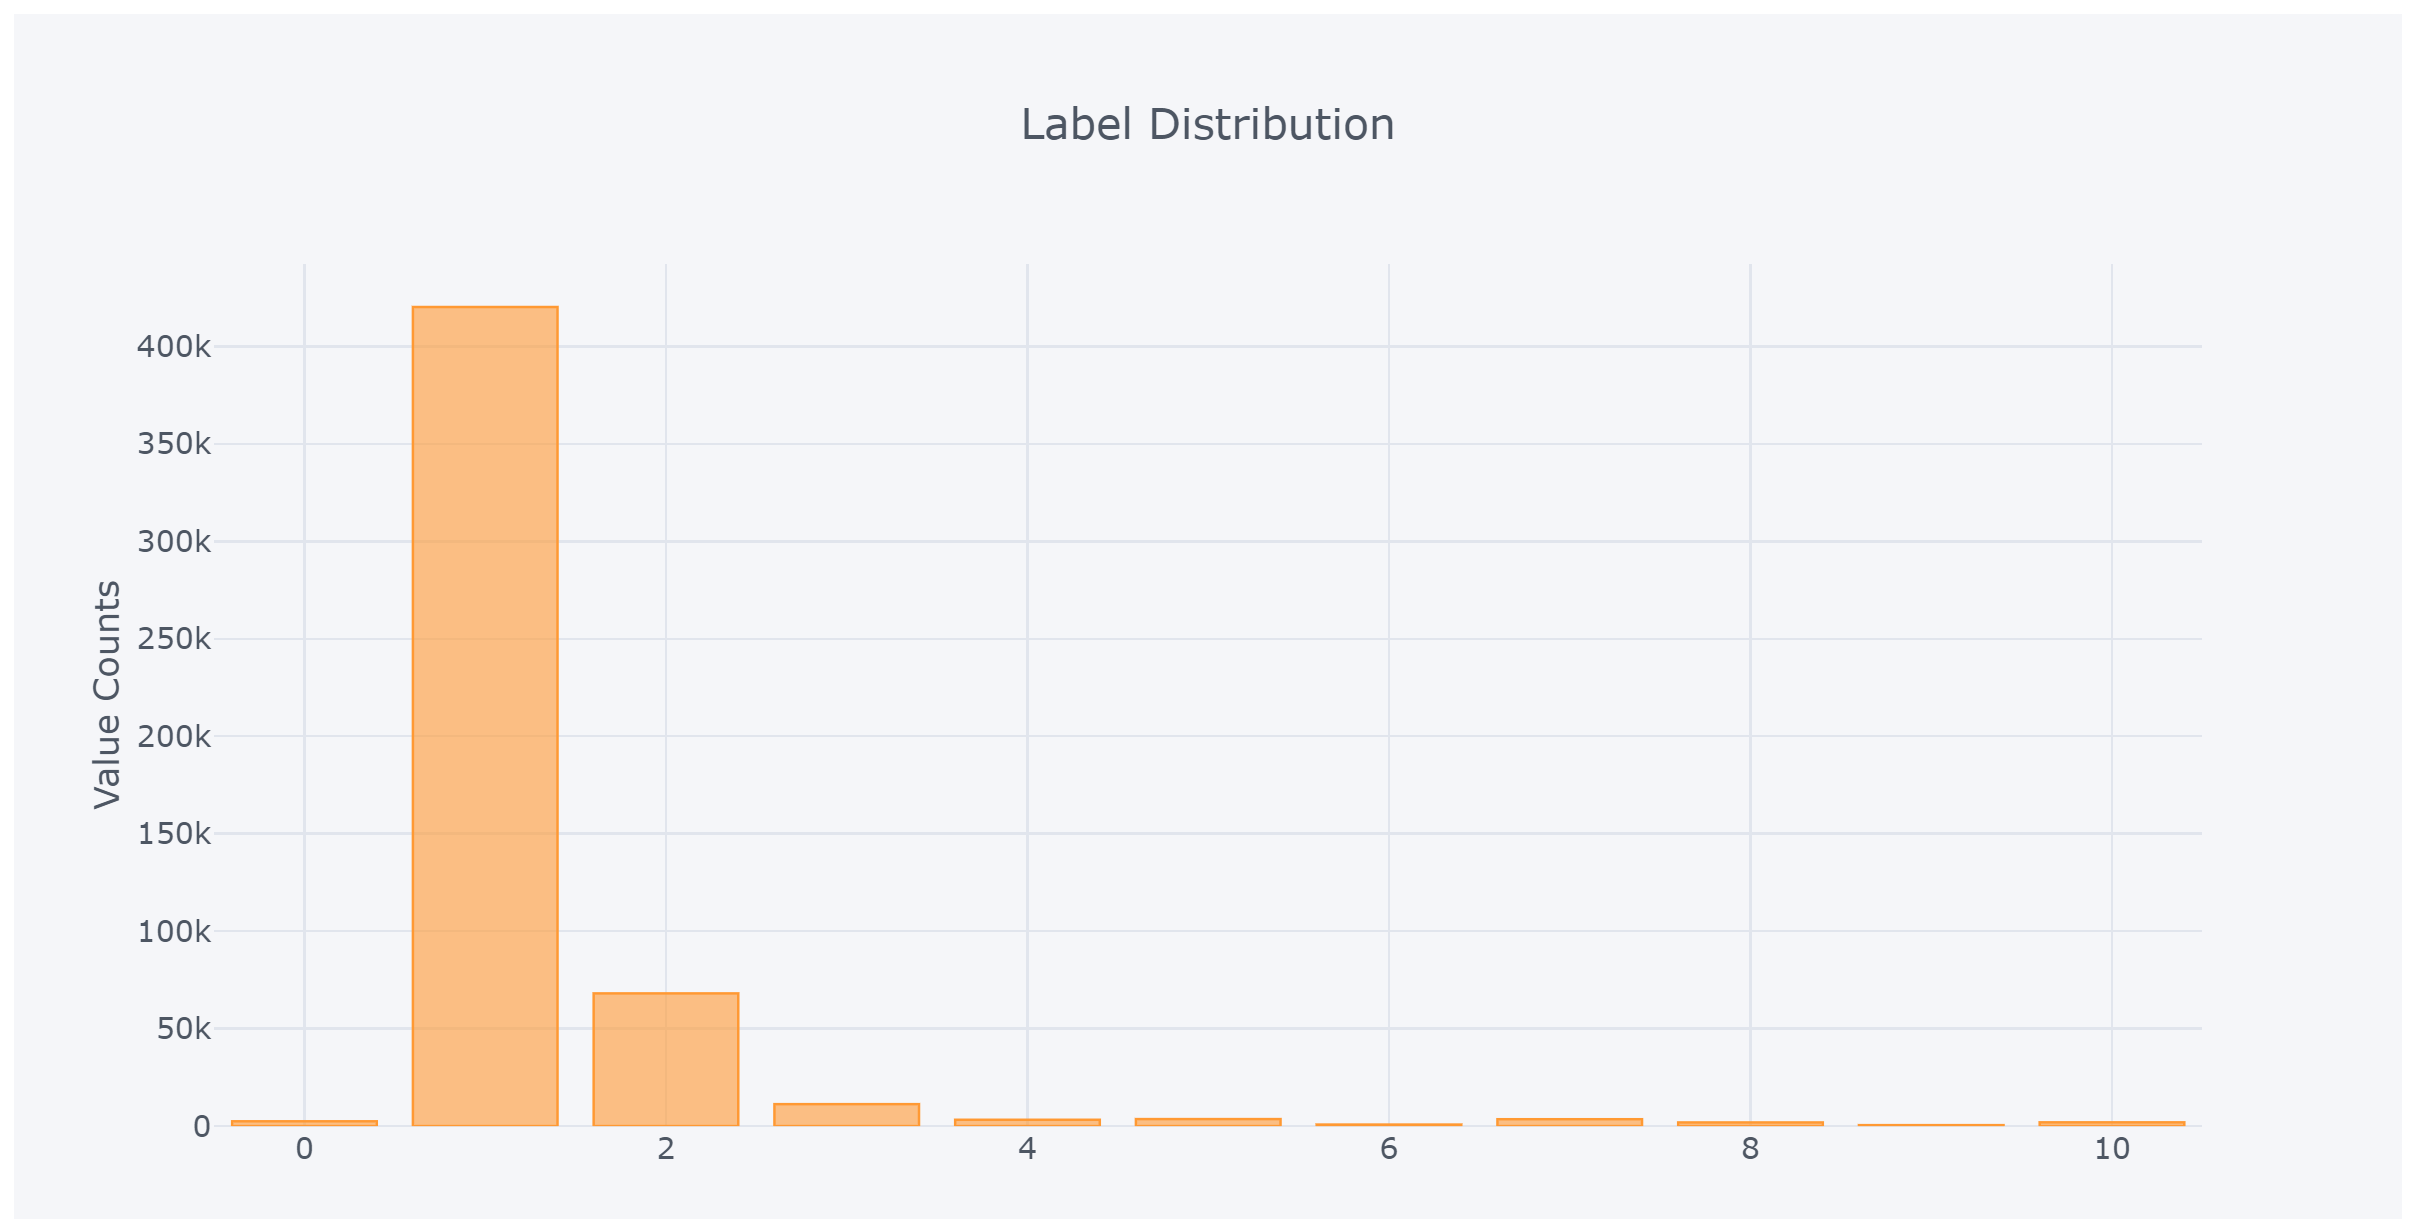 Label Distribution
Value Counts
400k
350k
300k
250k
200k
150k
100k
50k
0
0 2 4 6 8 10